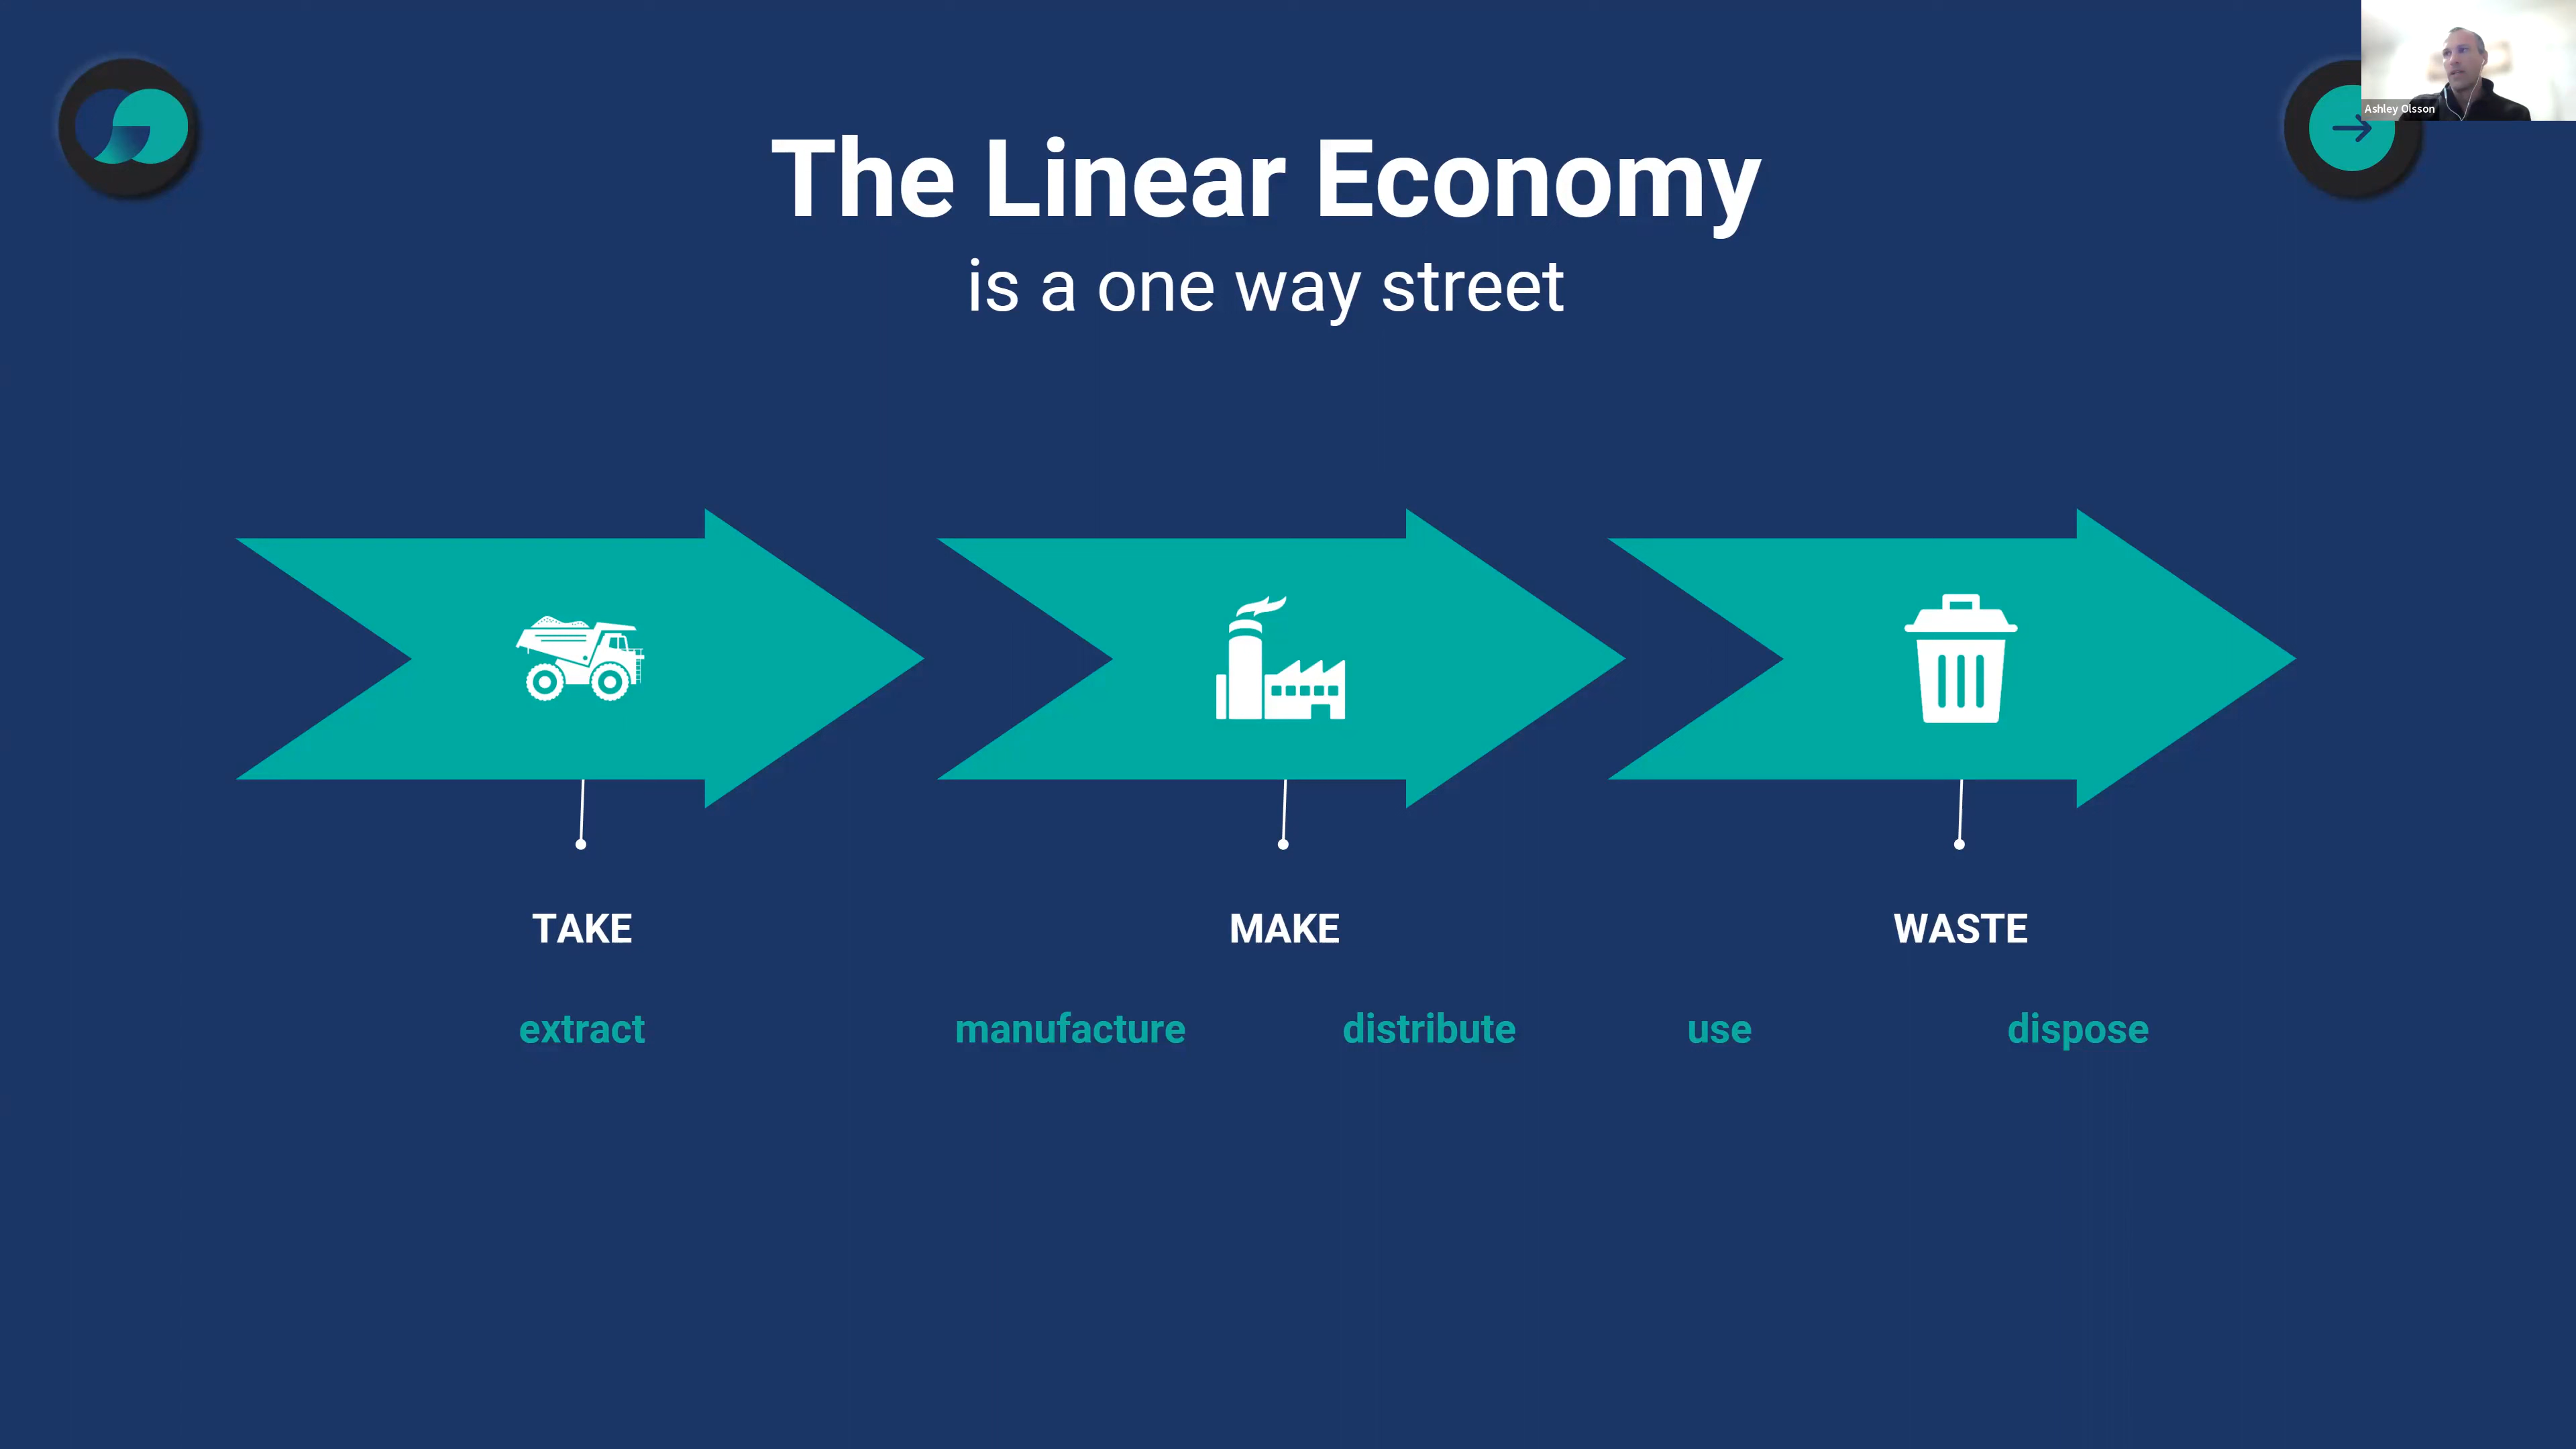 Ashley Olsson
The Linear Economy
is a one way street
TAKE
MAKE
WASTE
extract
manufacture
distribute
use
dispose